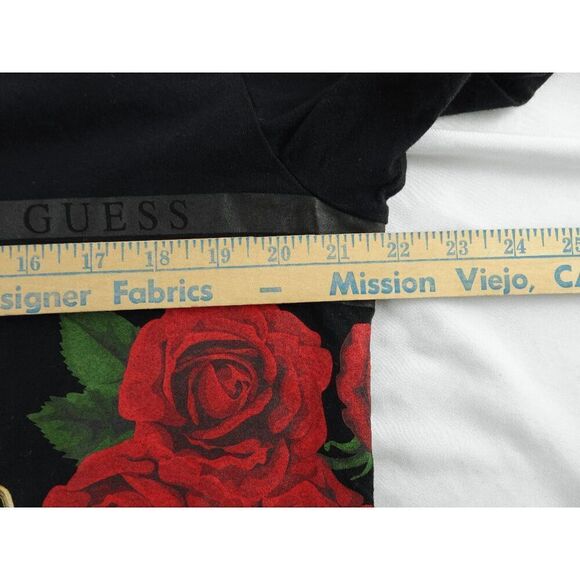 GUESS
16 17 18 19 20 21 22 23 24 25
signer Fabrics — Mission Viejo, CA